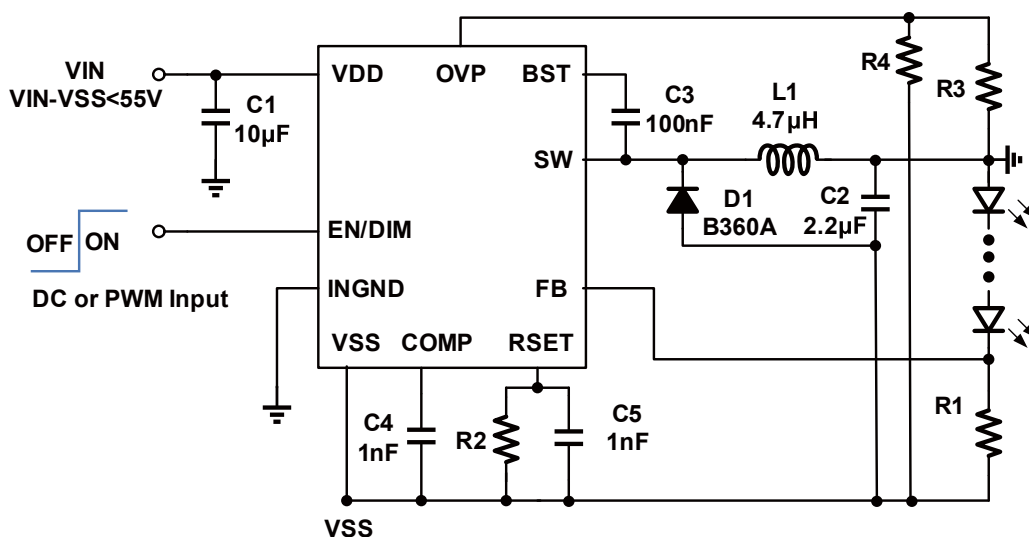 VIN
VIN-VSS<55V
C1
10µF
OFF
ON
DC or PWM Input
VDD
OVP
BST
SW
EN/DIM
INGND
FB
VSS
COMP
RSET
C3
100nF
L1
4.7µH
D1
B360A
C2
2.2µF
R4
R3
R1
C4
1nF
R2
C5
1nF
VSS